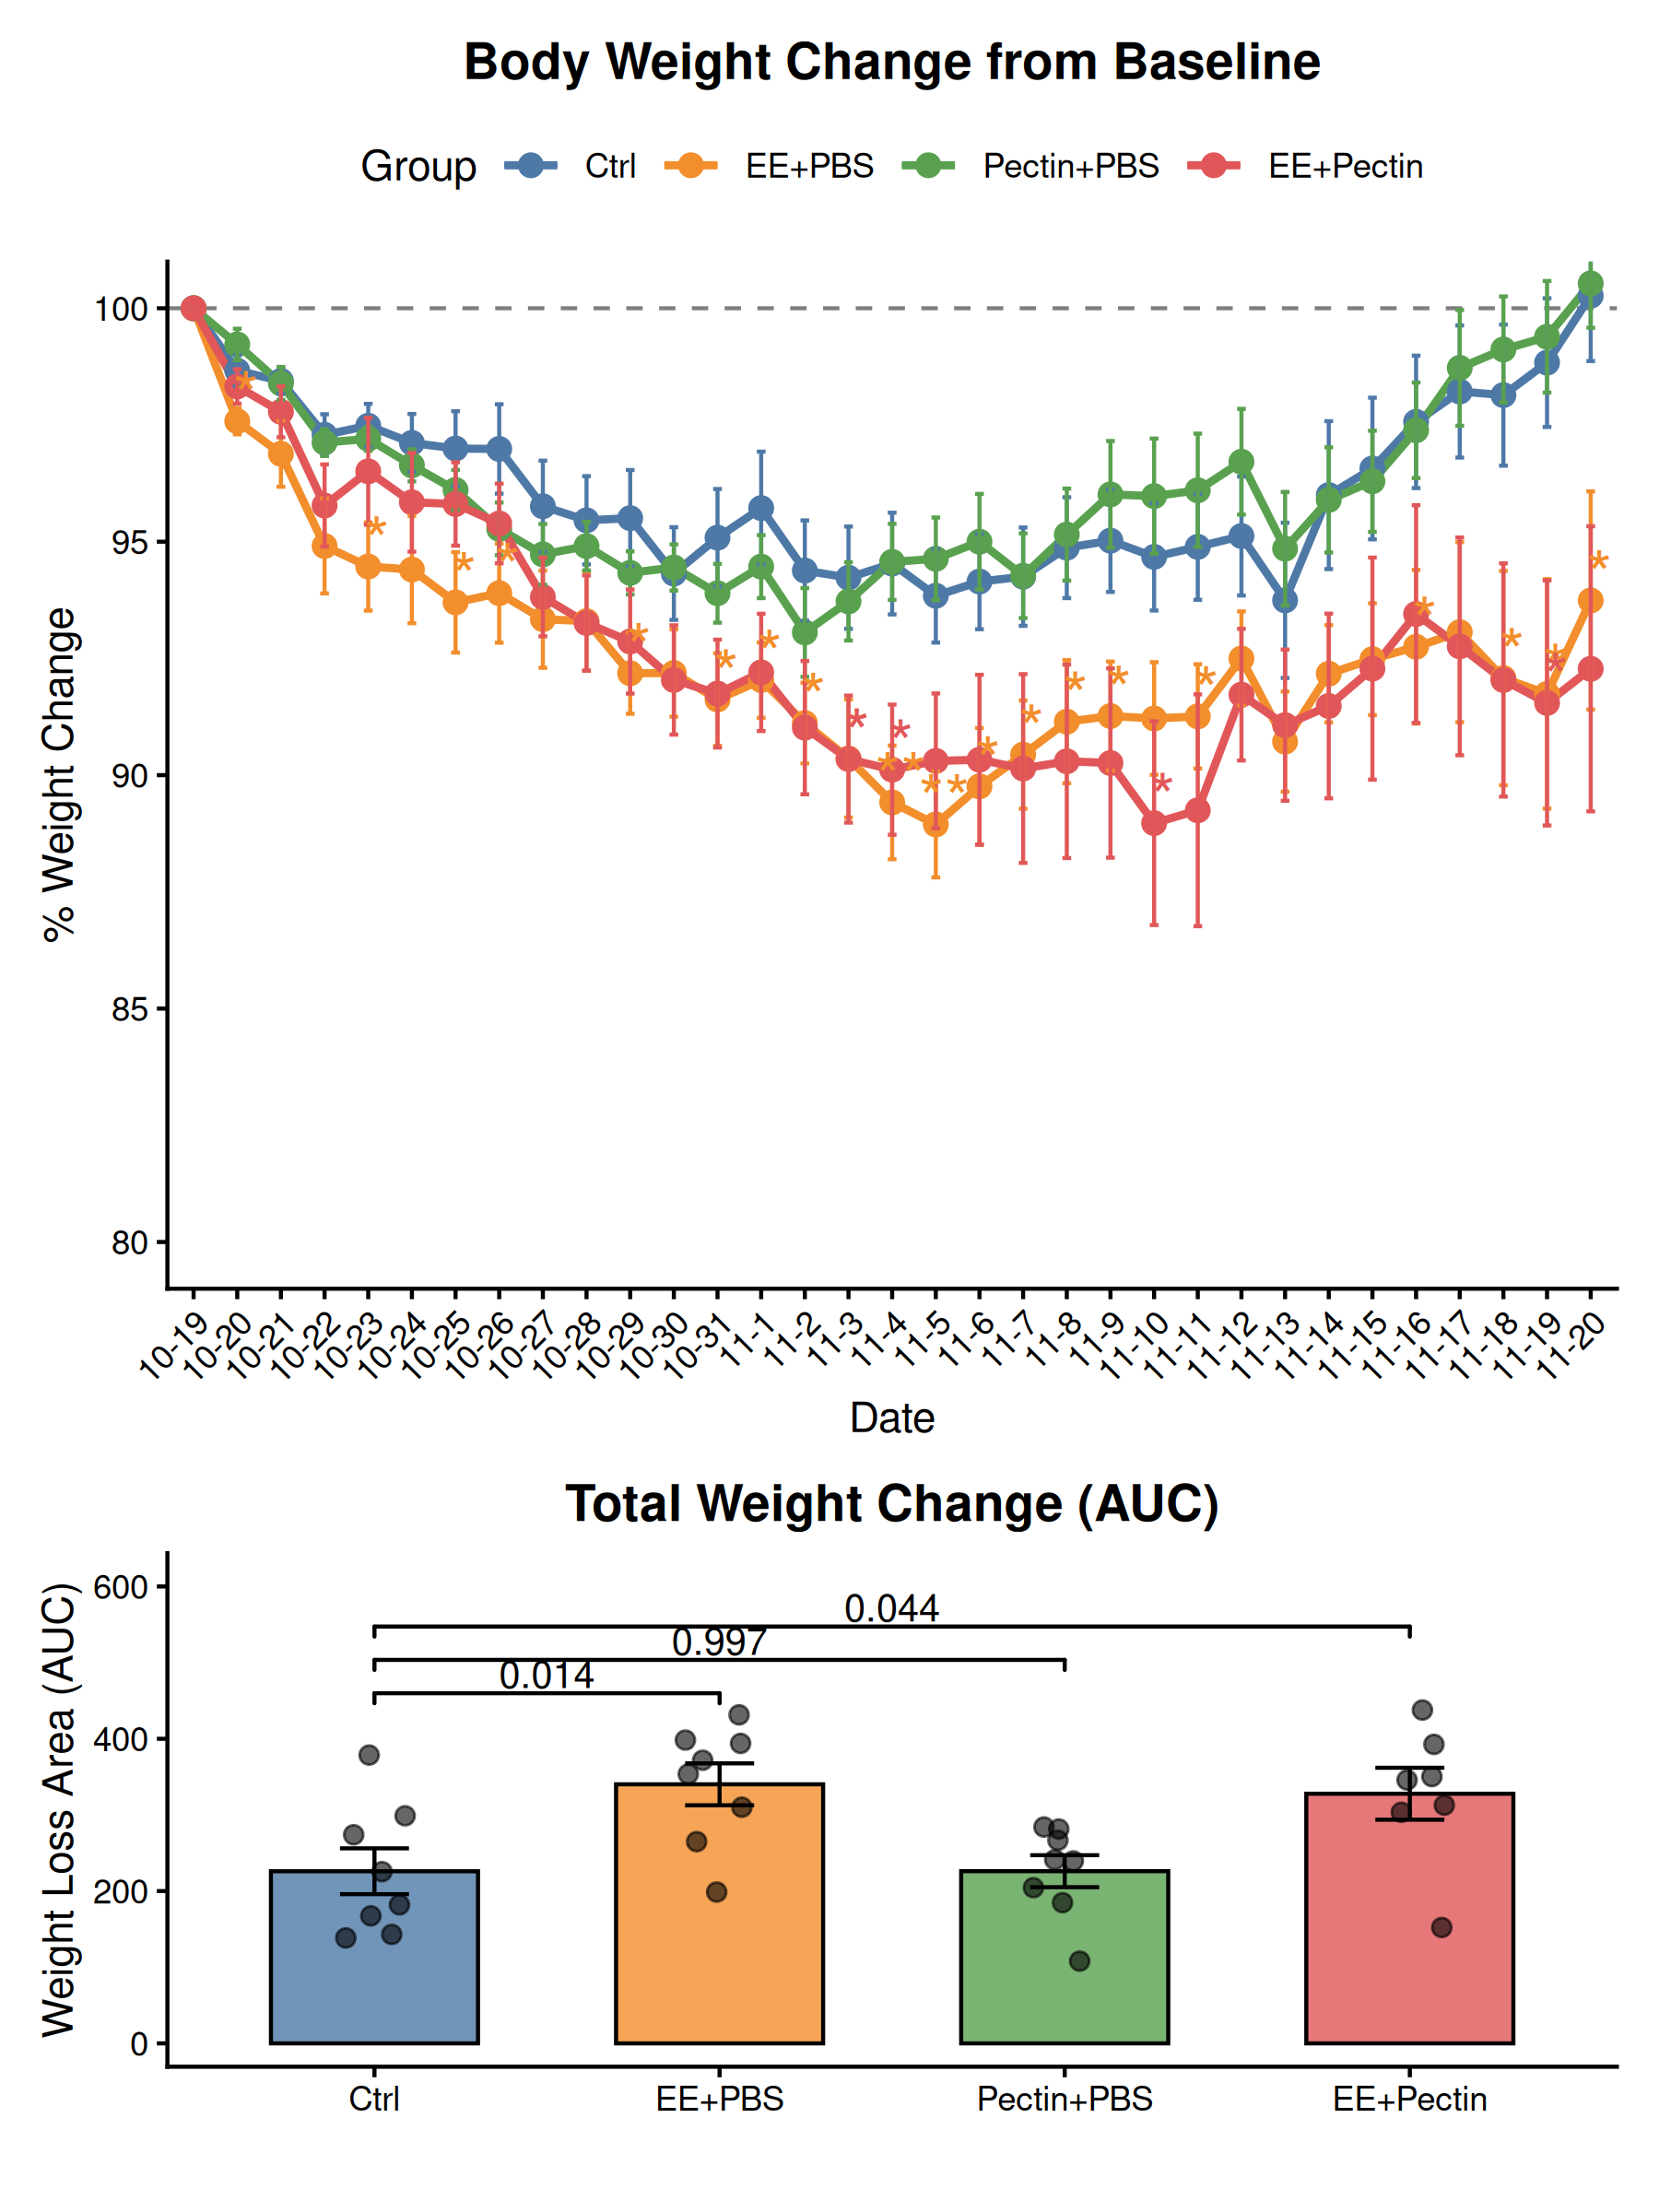 Body Weight Change from Baseline
Group Ctrl EE+PBS Pectin+PBS EE+Pectin
% Weight Change
100
95
90
85
80
* * * * * * * * * * * * * * * * * * * * * * * * * *
10-19 10-20 10-21 10-22 10-23 10-24 10-25 10-26 10-27 10-28 10-29 10-30 10-31 11-1 11-2 11-3 11-4 11-5 11-6 11-7 11-8 11-9 11-10 11-11 11-12 11-13 11-14 11-15 11-16 11-17 11-18 11-19 11-20
Date
Total Weight Change (AUC)
Weight Loss Area (AUC)
600
400
200
0
0.044
0.997
0.014
Ctrl EE+PBS Pectin+PBS EE+Pectin